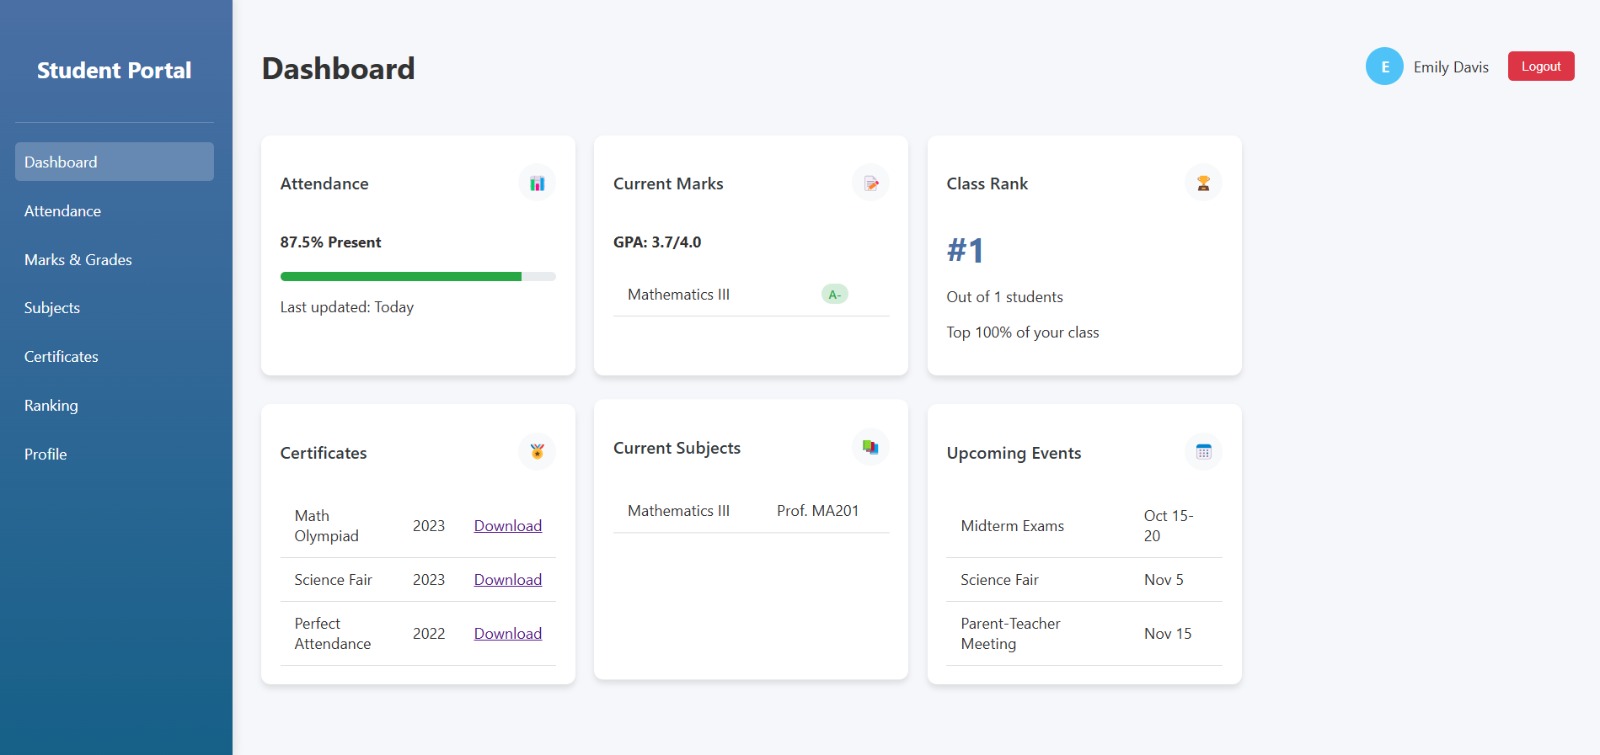 Student Portal
Dashboard
Attendance
Marks & Grades
Subjects
Certificates
Ranking
Profile
Dashboard
E
Emily Davis
Logout
Attendance
87.5% Present
Last updated: Today
Current Marks
GPA: 3.7/4.0
Mathematics III A-
Class Rank
#1
Out of 1 students
Top 100% of your class
Certificates
Math
Olympiad 2023 Download
Science Fair 2023 Download
Perfect
Attendance 2022 Download
Current Subjects
Mathematics III Prof. MA201
Upcoming Events
Midterm Exams Oct 15-
20
Science Fair Nov 5
Parent-Teacher
Meeting Nov 15